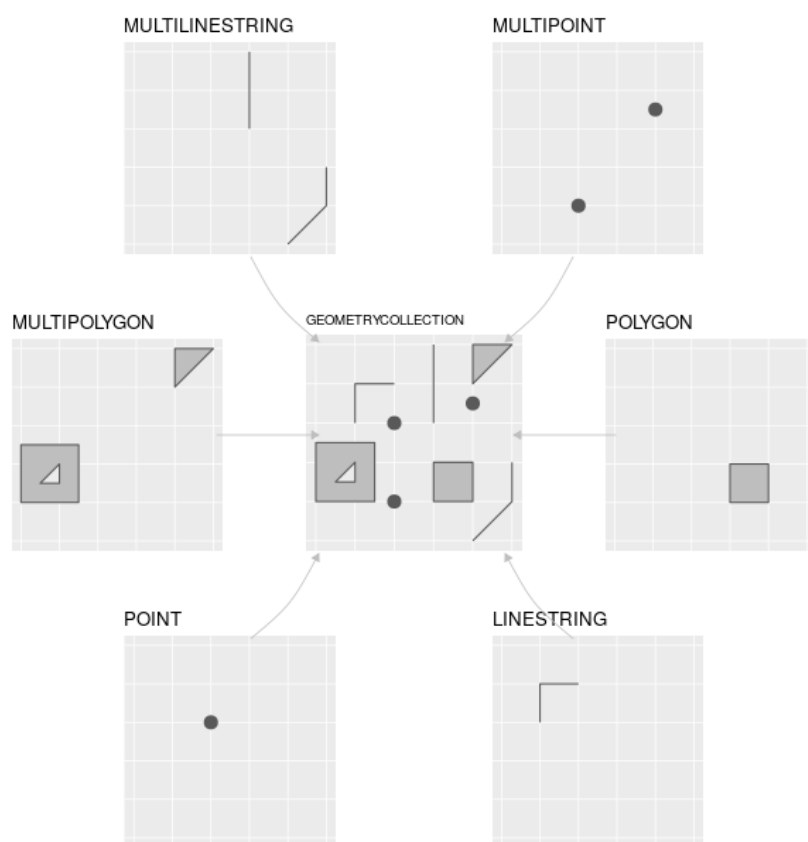 MULTILINESTRING
MULTIPOINT
MULTIPOLYGON
GEOMETRYCOLLECTION
POLYGON
POINT
LINESTRING